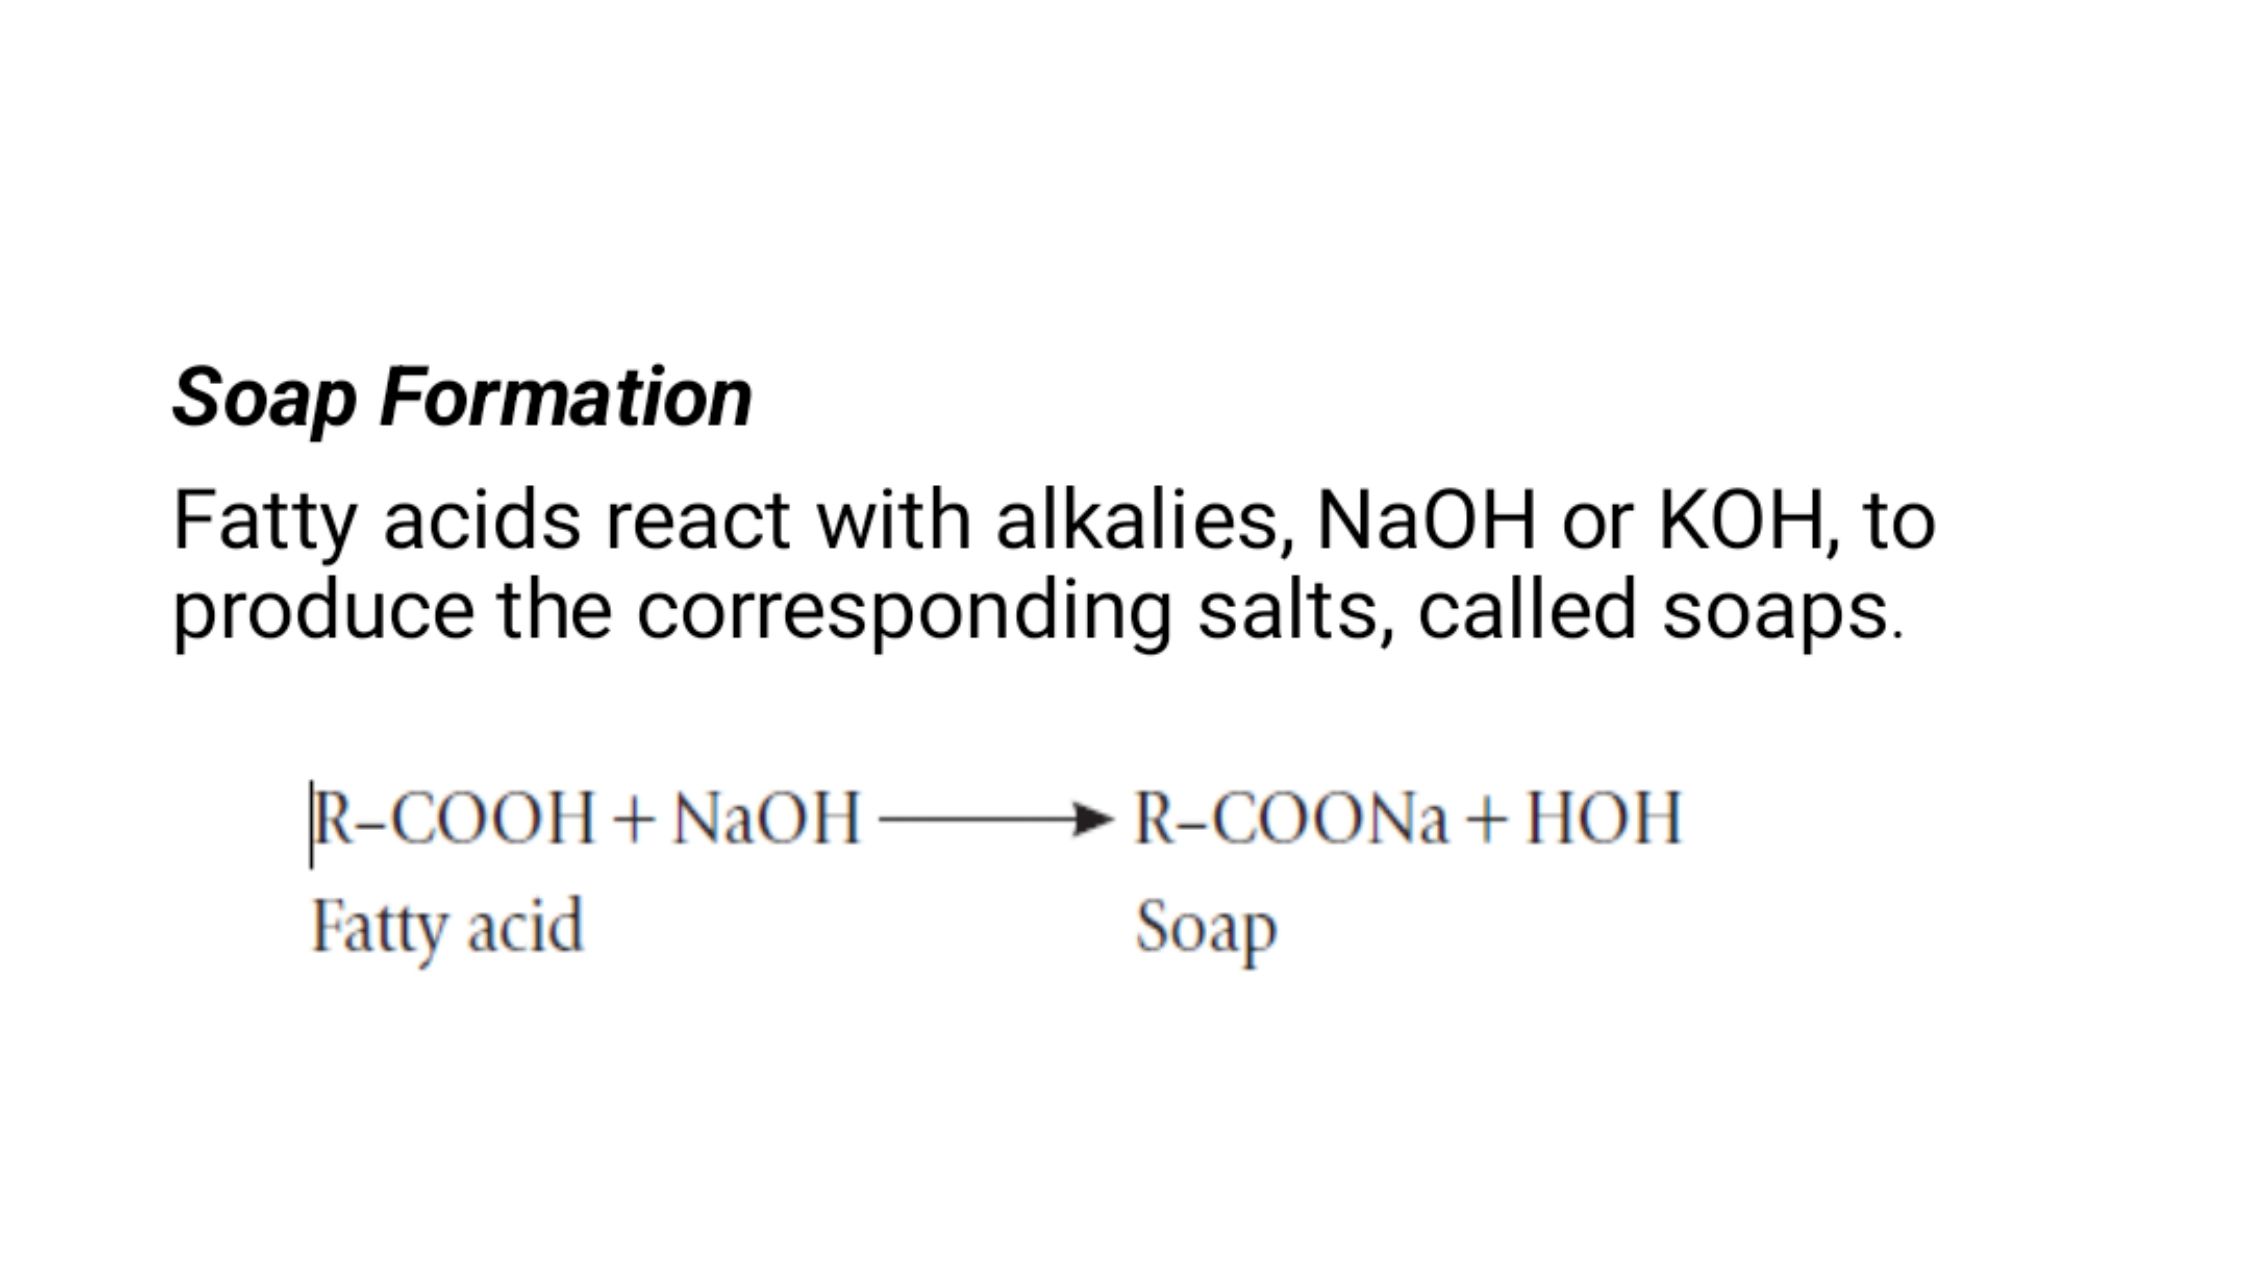 Soap Formation
Fatty acids react with alkalies, NaOH or KOH, to
produce the corresponding salts, called soaps.
R–COOH + NaOH ⟶ R–COONa + HOH
Fatty acid Soap